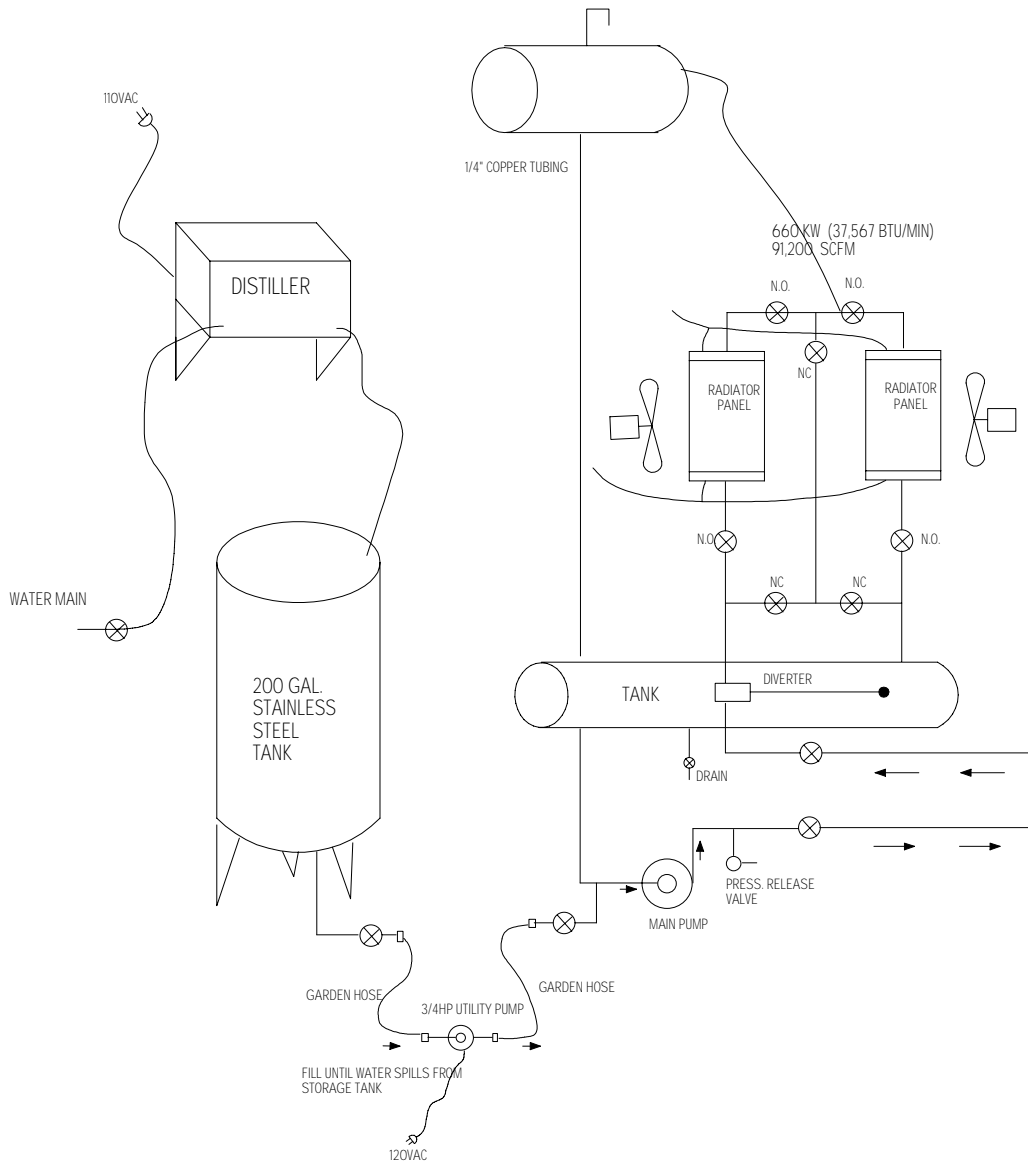 110VAC
1/4" COPPER TUBING
660 KW (37,567 BTU/MIN)
91,200 SCFM
N.O.
N.O.
DISTILLER
NC
RADIATOR
PANEL
RADIATOR
PANEL
N.O.
N.O.
NC
NC
WATER MAIN
200 GAL.
STAINLESS
STEEL
TANK
TANK
DIVERTER
DRAIN
PRESS. RELEASE
VALVE
MAIN PUMP
GARDEN HOSE
GARDEN HOSE
3/4HP UTILITY PUMP
FILL UNTIL WATER SPILLS FROM
STORAGE TANK
120VAC